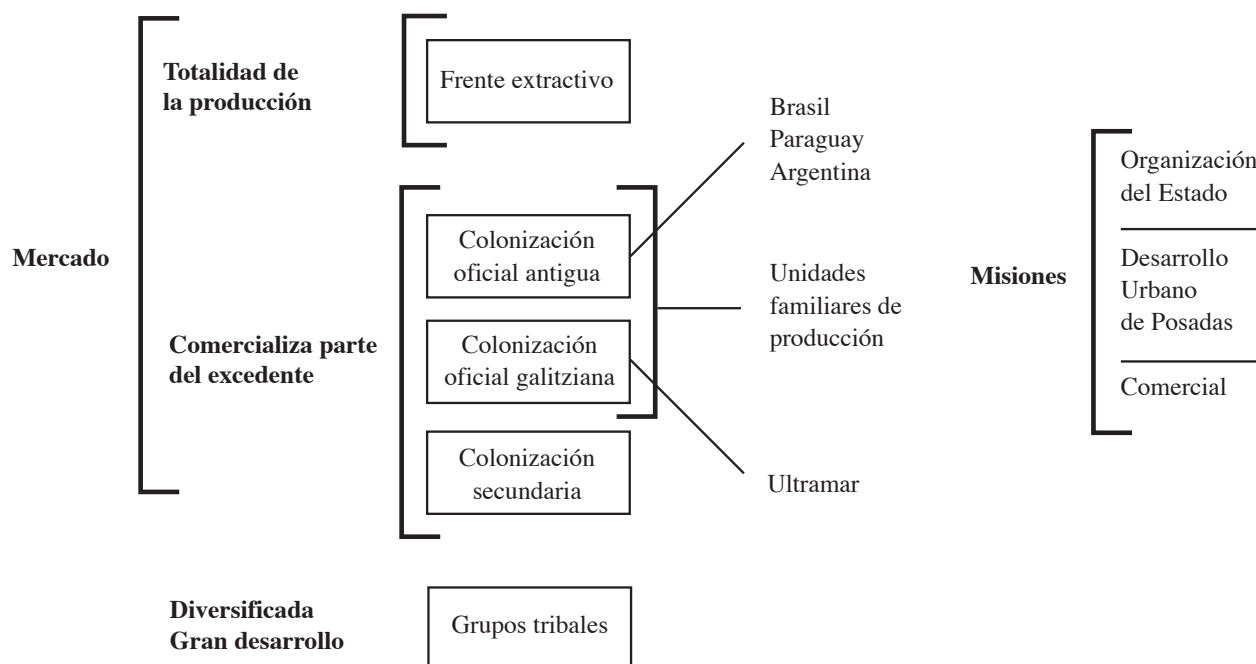 Mercado
Totalidad de
la producción
Frente extractivo
Comercializa parte
del excedente
Colonización
oficial antigua
Colonización
oficial galitziana
Colonización
secundaria
Brasil
Paraguay
Argentina
Unidades
familiares de
producción
Ultramar
Diversificada
Gran desarrollo
Grupos tribales
Misiones
Organización
del Estado
Desarrollo
Urbano
de Posadas
Comercial